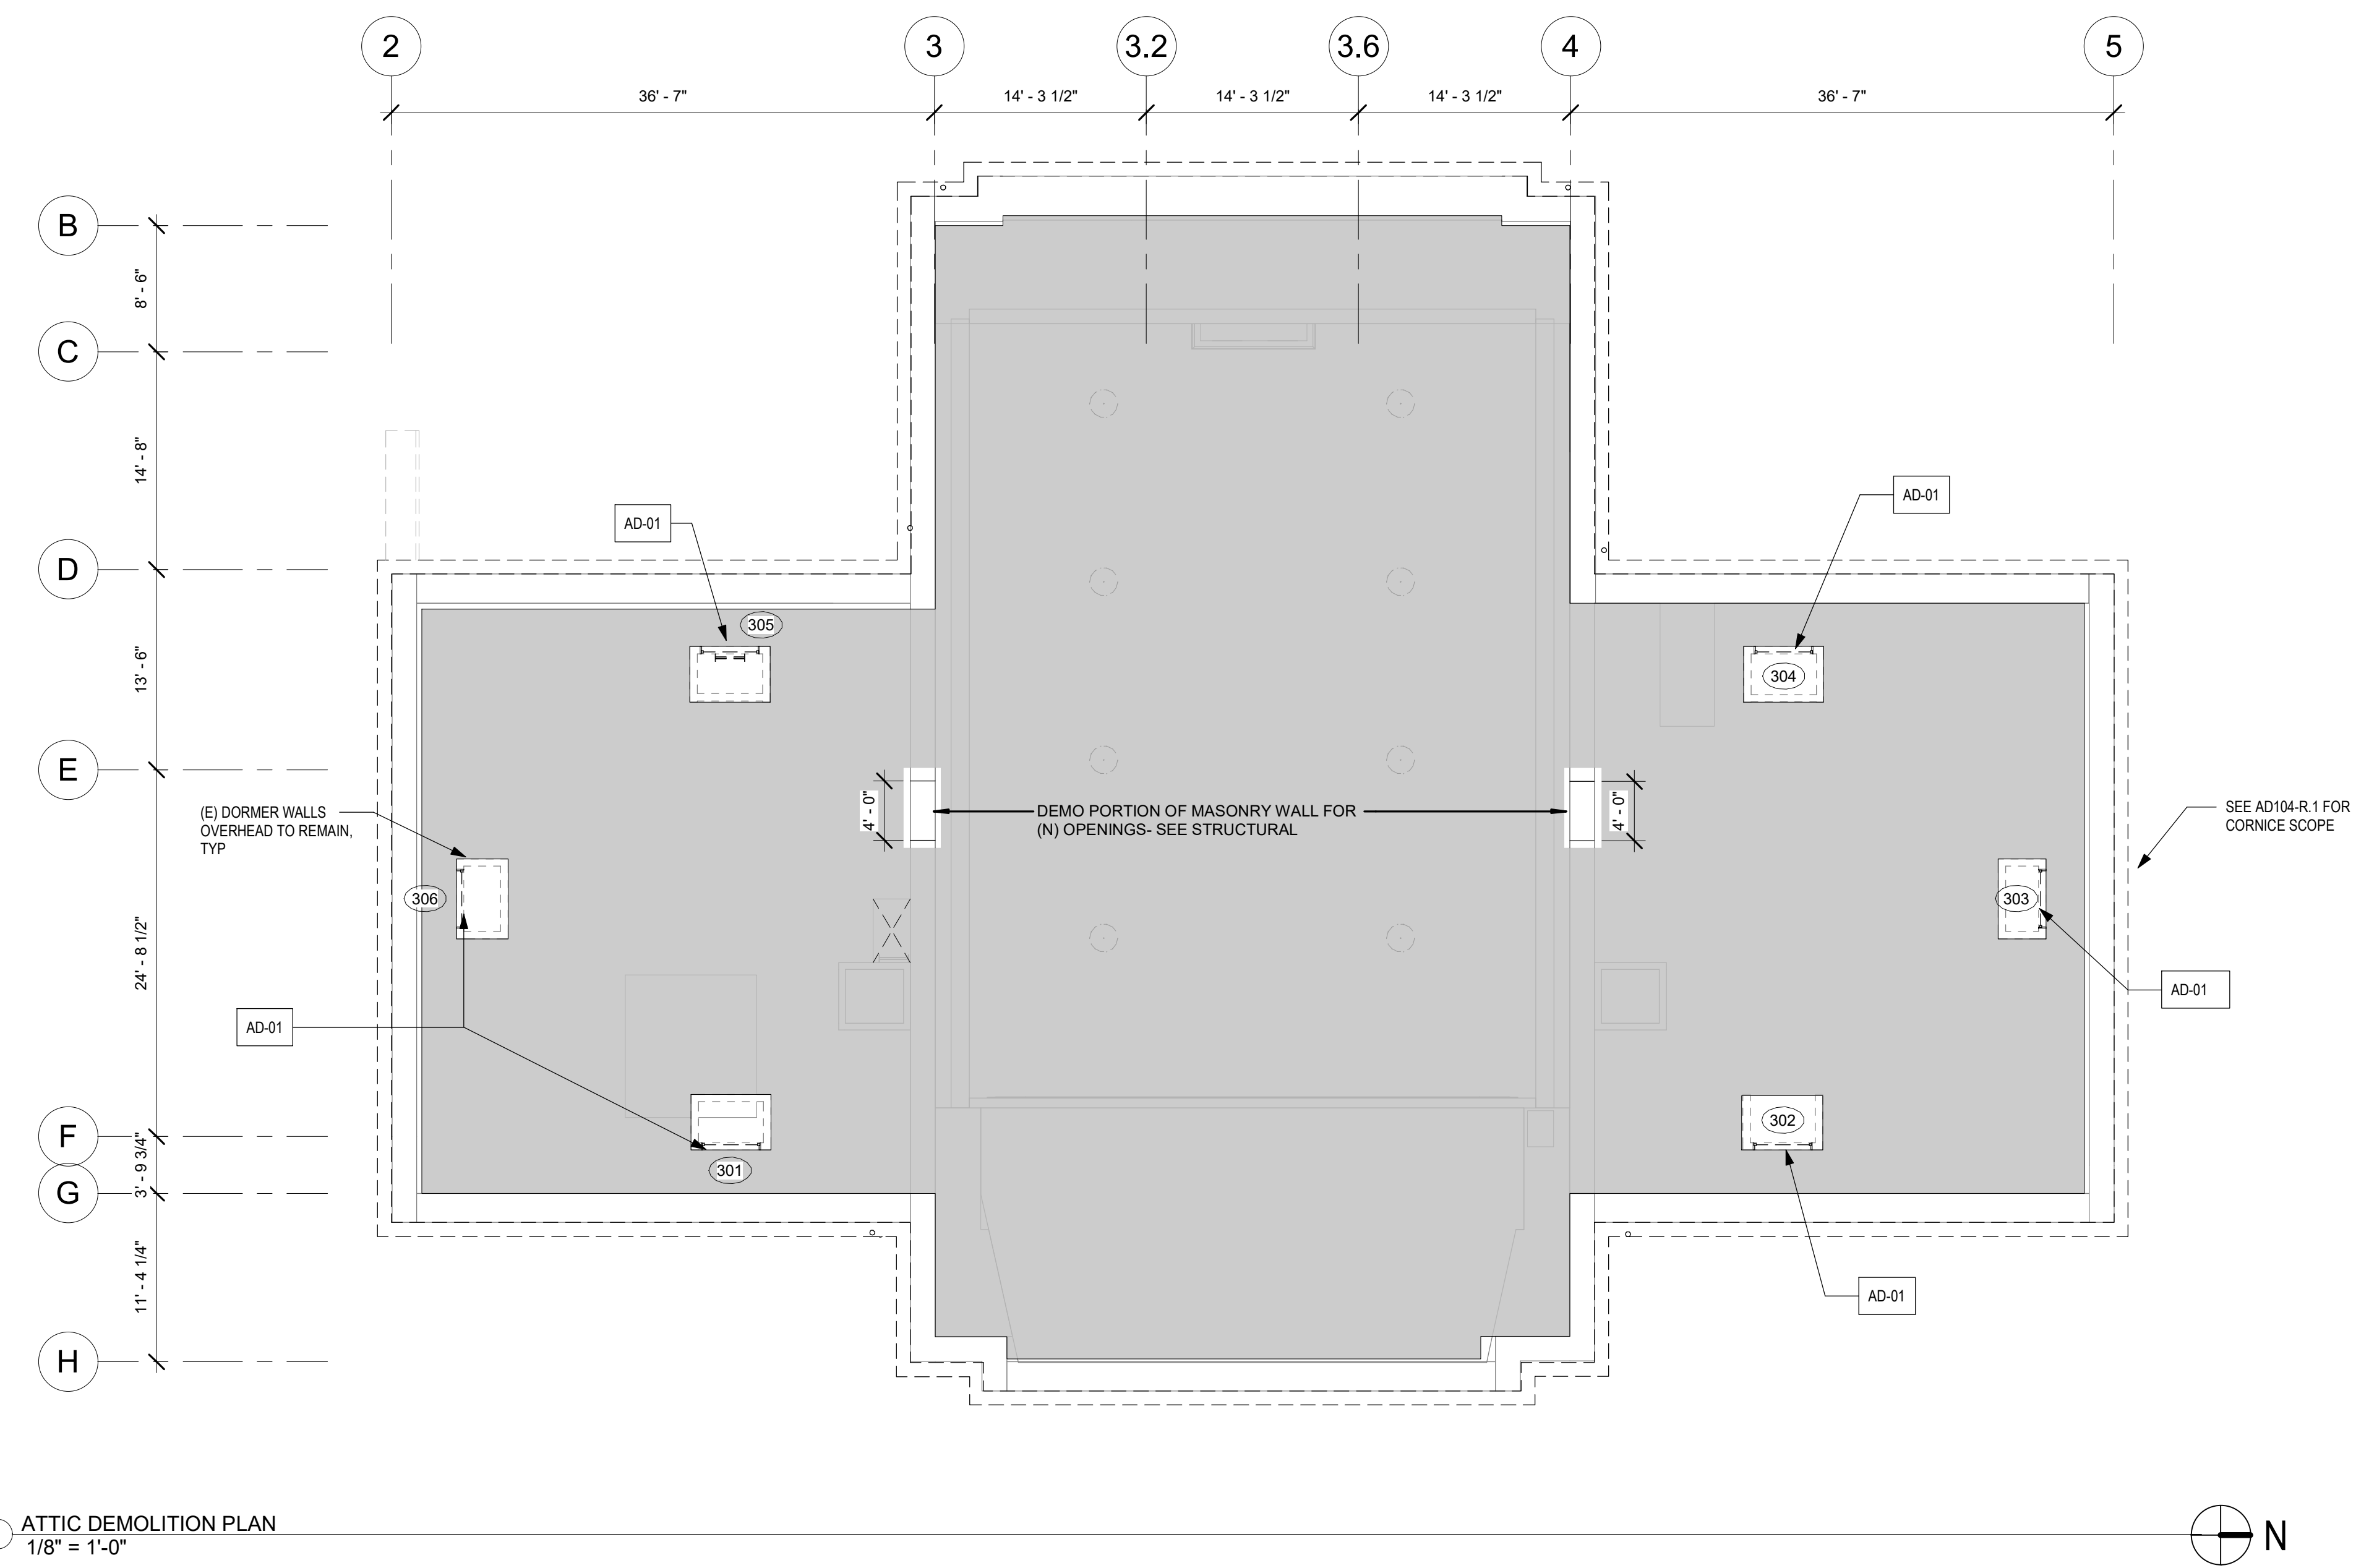 2
3
3.2
3.6
4
5
36' - 7"
14' - 3 1/2"
14' - 3 1/2"
14' - 3 1/2"
36' - 7"
B
8' - 6"
C
14' - 8"
AD-01
AD-01
D
305
13' - 6"
304
E
4' - 0"
DEMO PORTION OF MASONRY WALL FOR
(N) OPENINGS- SEE STRUCTURAL
4' - 0"
(E) DORMER WALLS
OVERHEAD TO REMAIN,
TYP
SEE AD104-R.1 FOR
CORNICE SCOPE
306
303
24' - 8 1/2"
AD-01
AD-01
F
302
3' - 9 3/4"
301
G
11' - 4 1/4"
AD-01
H
ATTIC DEMOLITION PLAN
1/8" = 1'-0"
N